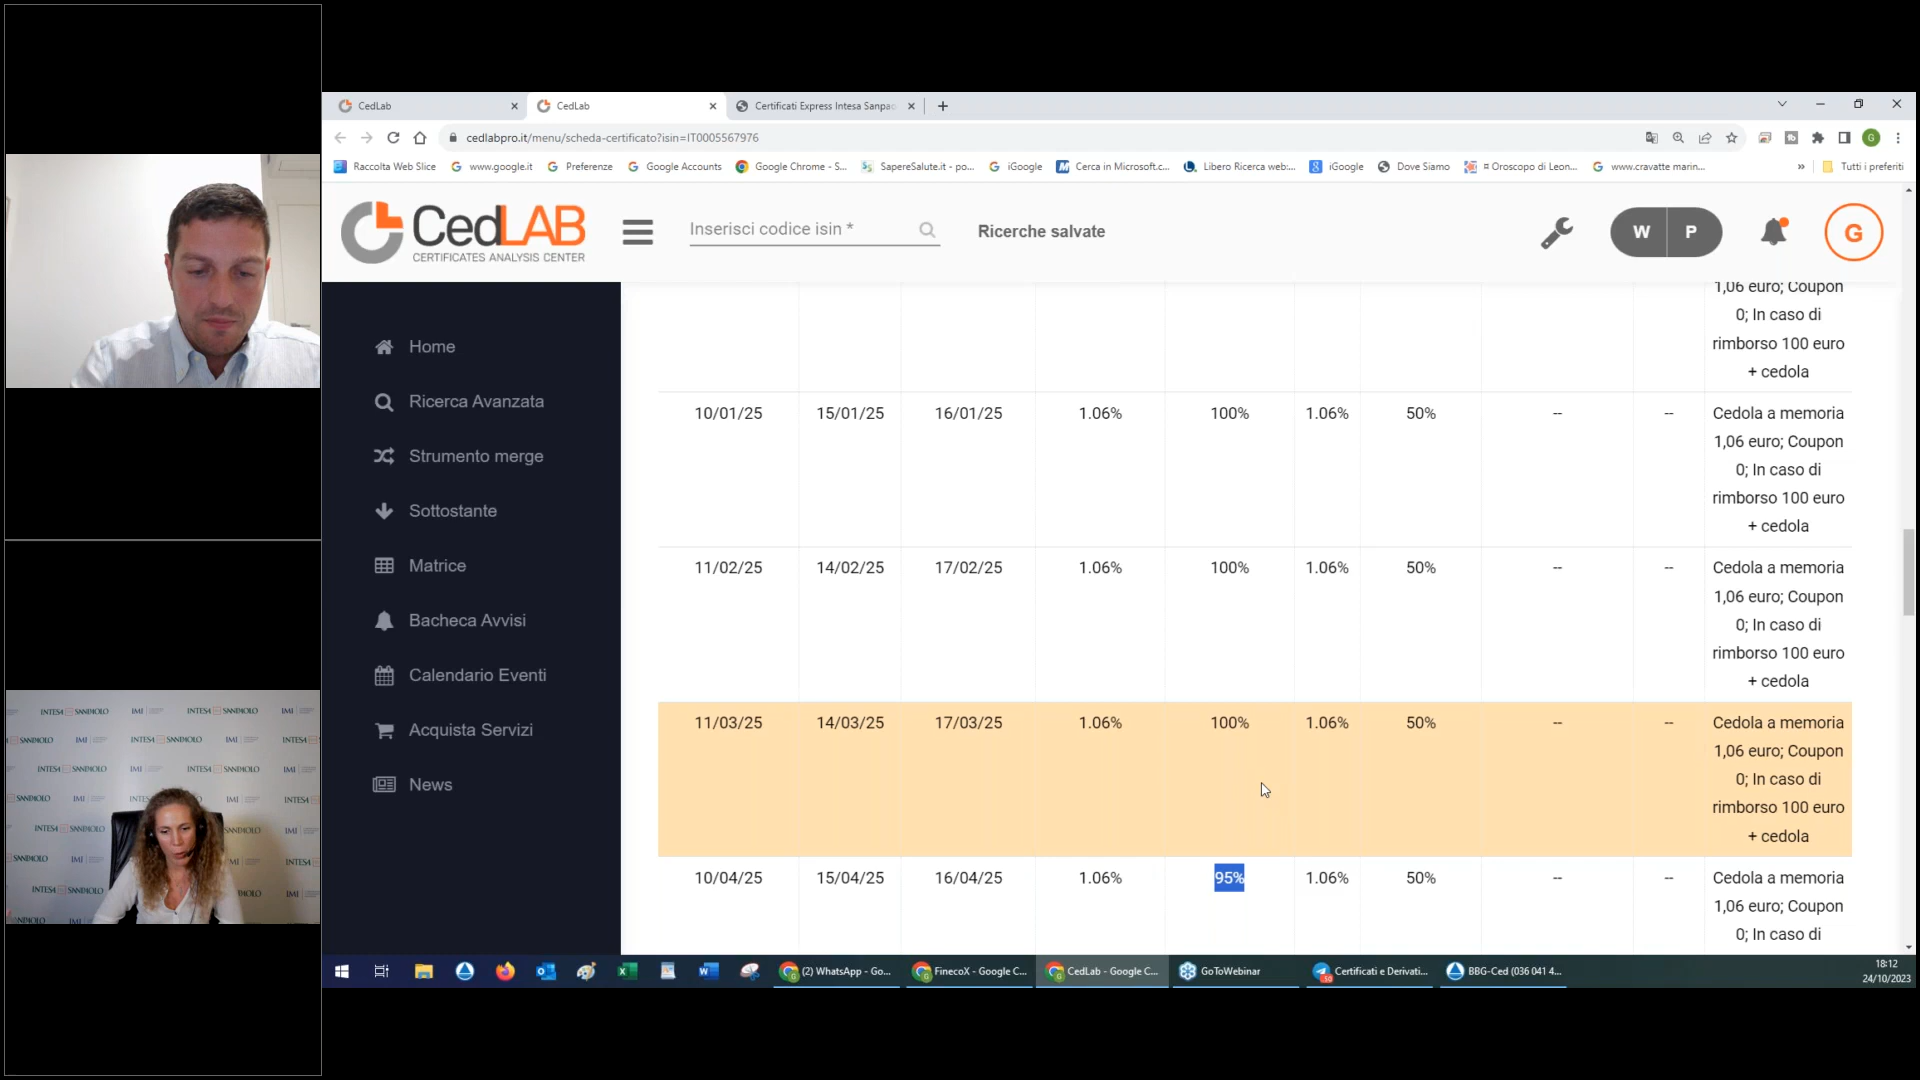 CedLab
CedLab
Certificati Express Intesa Sanpao
cedlabpro.it/menu/scheda-certificato?isin=IT0005567976
Raccolta Web Slice
www.google.it
Preferenze
Google Accounts
Google Chrome - S...
SapereSalute.it - po...
iGoogle
Cerca in Microsoft.c...
Libero Ricerca web:...
iGoogle
Dove Siamo
¤ Oroscopo di Leon...
www.cravatte marin...
»
Tutti i preferiti
CedLAB
CERTIFICATES ANALYSIS CENTER
Inserisci codice isin *
Ricerche salvate
W P
G
Home
Ricerca Avanzata
Strumento merge
Sottostante
Matrice
Bacheca Avvisi
Calendario Eventi
Acquista Servizi
News
1,06 euro; Coupon
0; In caso di
rimborso 100 euro
+ cedola
10/01/25 15/01/25 16/01/25 1.06% 100% 1.06% 50% -- -- Cedola a memoria
1,06 euro; Coupon
0; In caso di
rimborso 100 euro
+ cedola
11/02/25 14/02/25 17/02/25 1.06% 100% 1.06% 50% -- -- Cedola a memoria
1,06 euro; Coupon
0; In caso di
rimborso 100 euro
+ cedola
11/03/25 14/03/25 17/03/25 1.06% 100% 1.06% 50% -- -- Cedola a memoria
1,06 euro; Coupon
0; In caso di
rimborso 100 euro
+ cedola
10/04/25 15/04/25 16/04/25 1.06% 95% 1.06% 50% -- -- Cedola a memoria
1,06 euro; Coupon
0; In caso di
(2) WhatsApp - Go...
FinecoX - Google C...
CedLab - Google C...
GoToWebinar
Certificati e Derivati...
BBG-Ced (036 041 4...
18:12
24/10/2023
INTESA SANPAOLO IMI